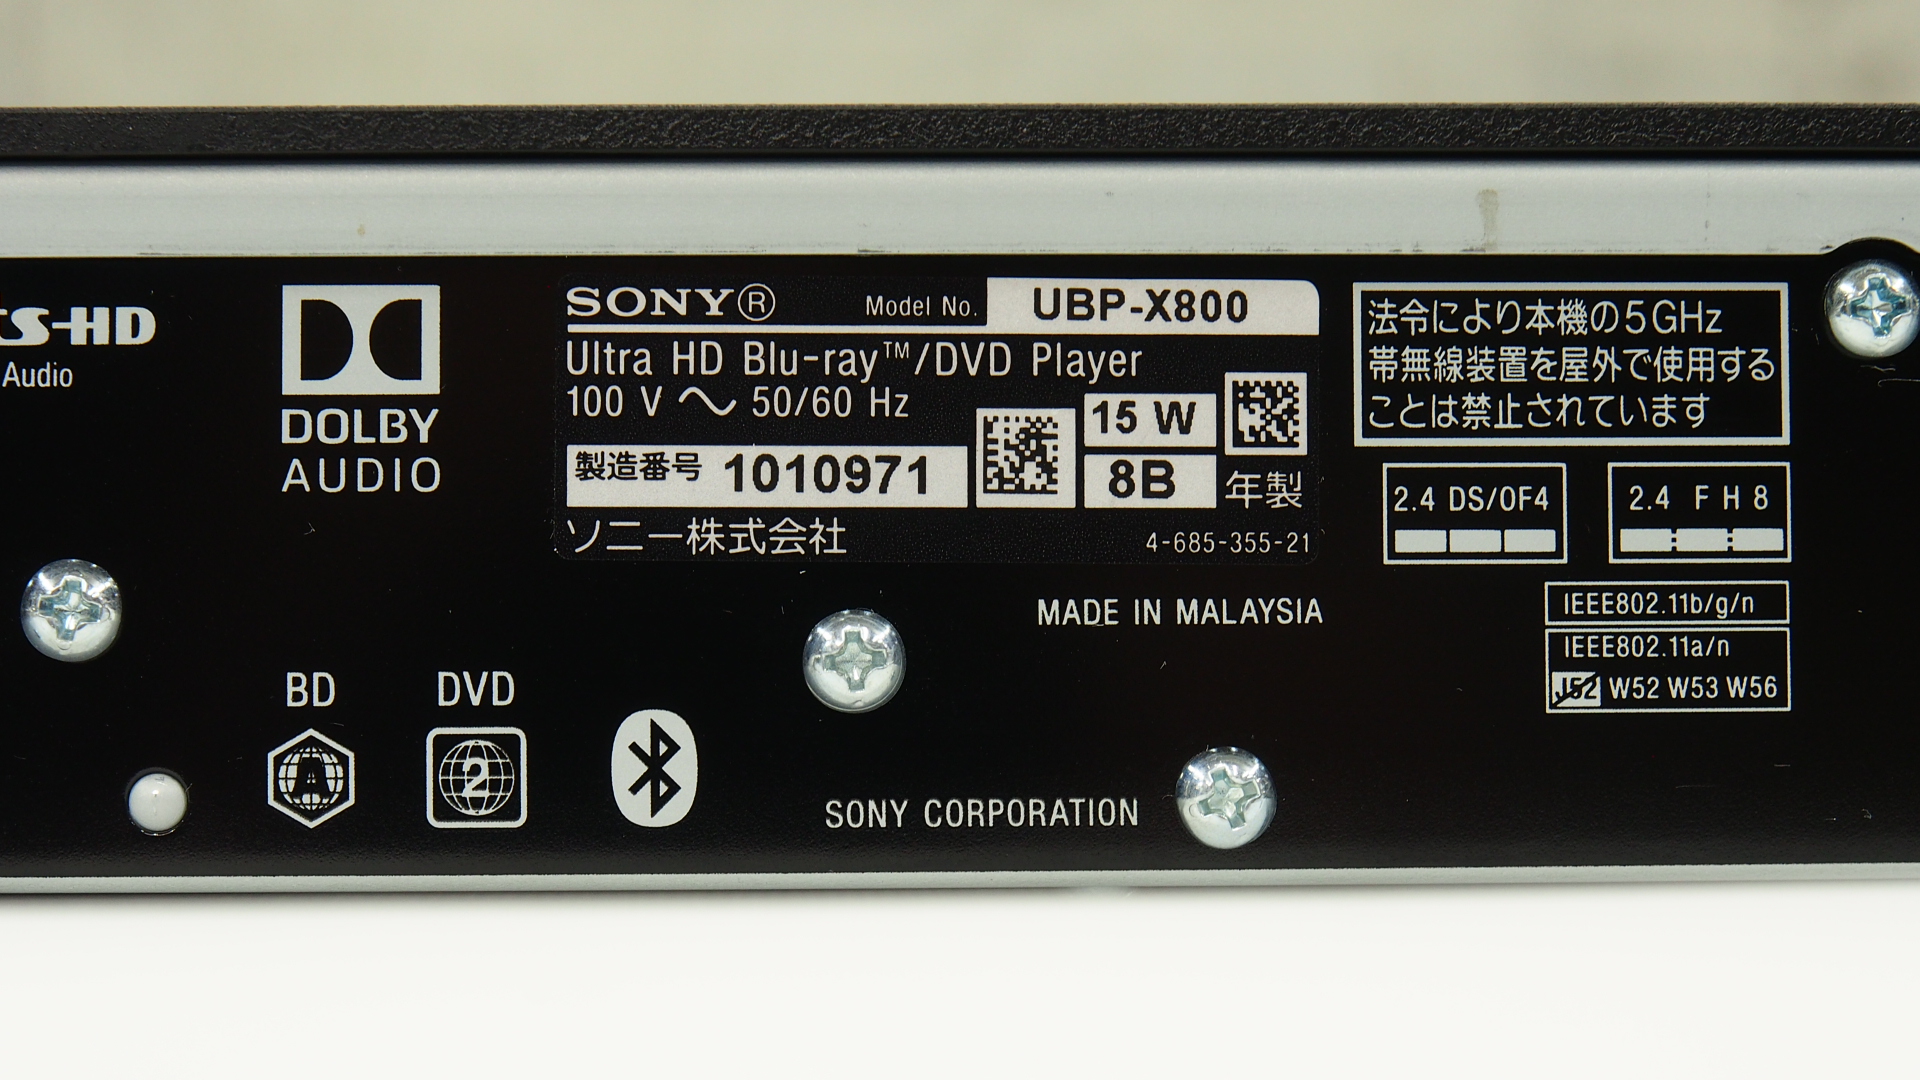 S-HD
Audio
DOLBY
AUDIO
SONY®
Model No. UBP-X800
Ultra HD Blu-ray™/DVD Player
100 V ～ 50/60 Hz
15 W
製造番号 1010971
8B 年製
ソニー株式会社
4-685-355-21
法令により本機の5GHz
帯無線装置を屋外で使用する
ことは禁止されています
2.4 DS/OF4
2.4 F H 8
MADE IN MALAYSIA
IEEE802.11b/g/n
IEEE802.11a/n
J52 W52 W53 W56
BD
A
DVD
2
SONY CORPORATION